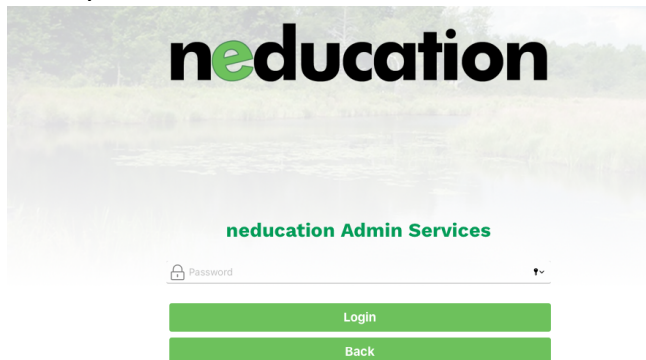 neducation
neducation Admin Services
Password
Login
Back